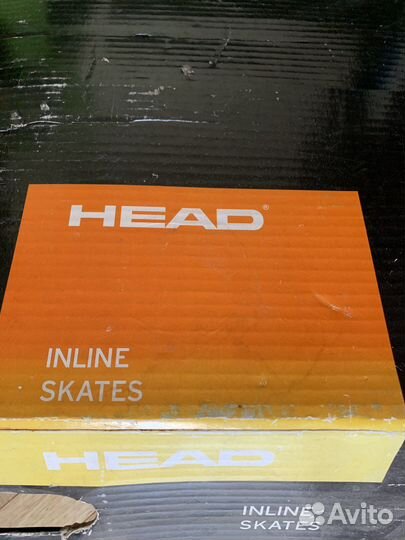 HEAD®
INLINE
SKATES
HEAD
INLINE
SKATES
Avito